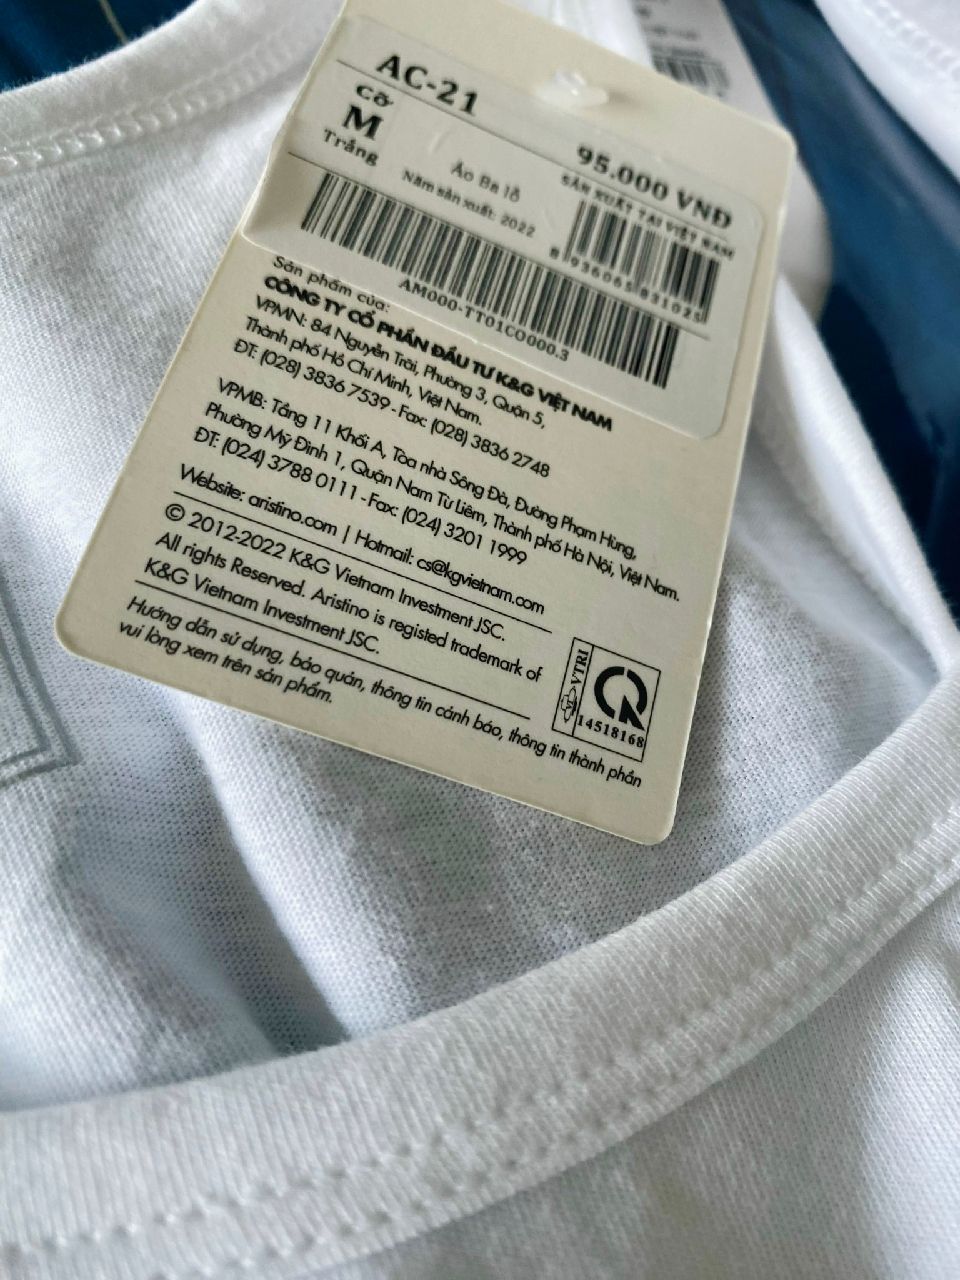 AC-21
cỡ
M
Trắng
95.000 VNĐ
SẢN XUẤT TẠI VIỆT NAM
Áo Ba lỗ
Năm sản xuất: 2022
8 936065 831025
AM000-TT01C0000.3
Sản phẩm của:
CÔNG TY CỔ PHẦN ĐẦU TƯ K&G VIỆT NAM
VPMN: 84 Nguyễn Trãi, Phường 3, Quận 5,
Thành phố Hồ Chí Minh, Việt Nam.
ĐT: (028) 3836 7539 - Fax: (028) 3836 2748
VPMB: Tầng 11 Khối A, Tòa nhà Sông Đà, Đường Phạm Hùng,
Phường Mỹ Đình 1, Quận Nam Từ Liêm, Thành phố Hà Nội, Việt Nam.
ĐT: (024) 3788 0111 - Fax: (024) 3201 1999
Website: aristino.com | Hotmail: cs@kgvietnam.com
© 2012-2022 K&G Vietnam Investment JSC.
All rights Reserved. Aristino is registed trademark of
K&G Vietnam Investment JSC.
Hướng dẫn sử dụng, bảo quản, thông tin cảnh báo, thông tin thành phần
vui lòng xem trên sản phẩm.
VTRI
14518168